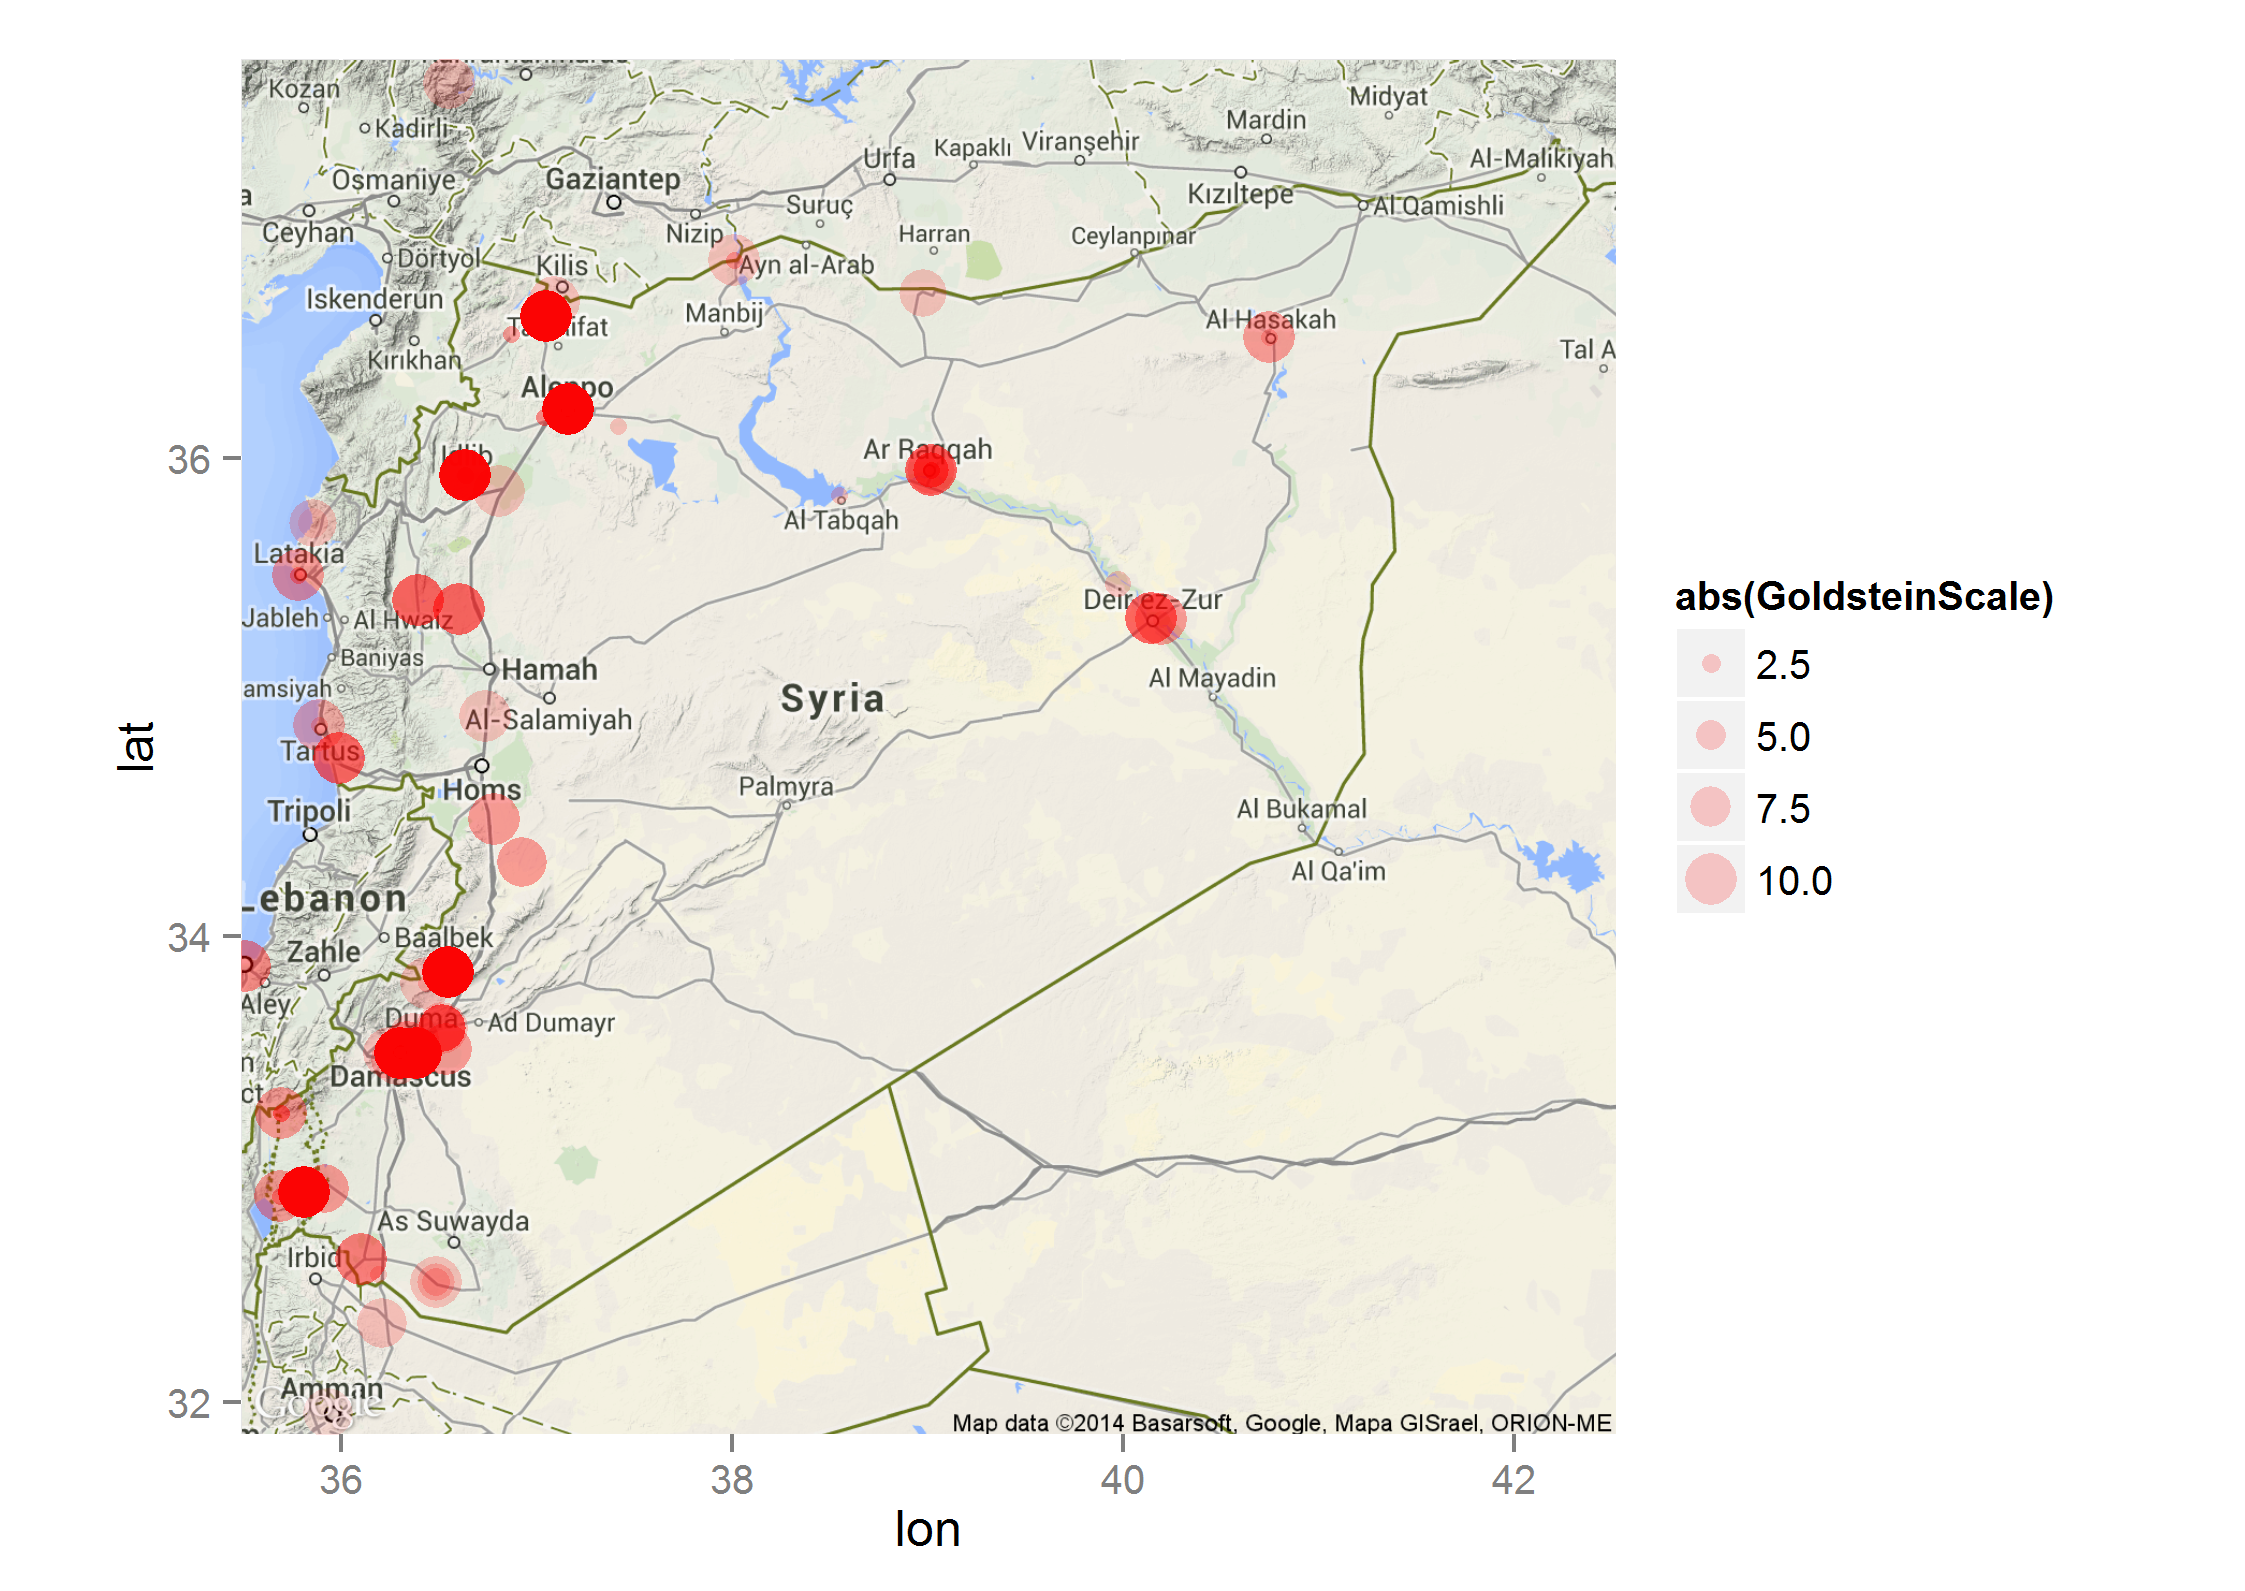 Kozan
Kadirli
Midyat
Mardin
Osmaniye
Gaziantep
Urfa
Kapaklı
Viranşehir
Al-Malikiyah
Kızıltepe
Al Qamishli
a
Ceyhan
Nizip
Suruç
Harran
Ceylanpınar
Dörtyol
Kilis
Ayn al-Arab
Iskenderun
Manbij
Al Hasakah
Kırıkhan
Tal A
Aleppo
36
Idlib
Ar Raqqah
Al Tabqah
Latakia
Deir ez-Zur
Jableh
Al Hwaiz
Baniyas
Hamah
Al Mayadin
amsiyah
Syria
Al-Salamiyah
Tartus
Homs
Palmyra
Tripoli
Al Bukamal
Al Qa'im
Lebanon
34
Baalbek
Zahle
Aley
Duma
Ad Dumayr
n
Damascus
ct
As Suwayda
Irbid
Amman
32
Google
Map data ©2014 Basarsoft, Google, Mapa GISrael, ORION-ME
36
38
40
42
lon
lat
abs(GoldsteinScale)
2.5
5.0
7.5
10.0